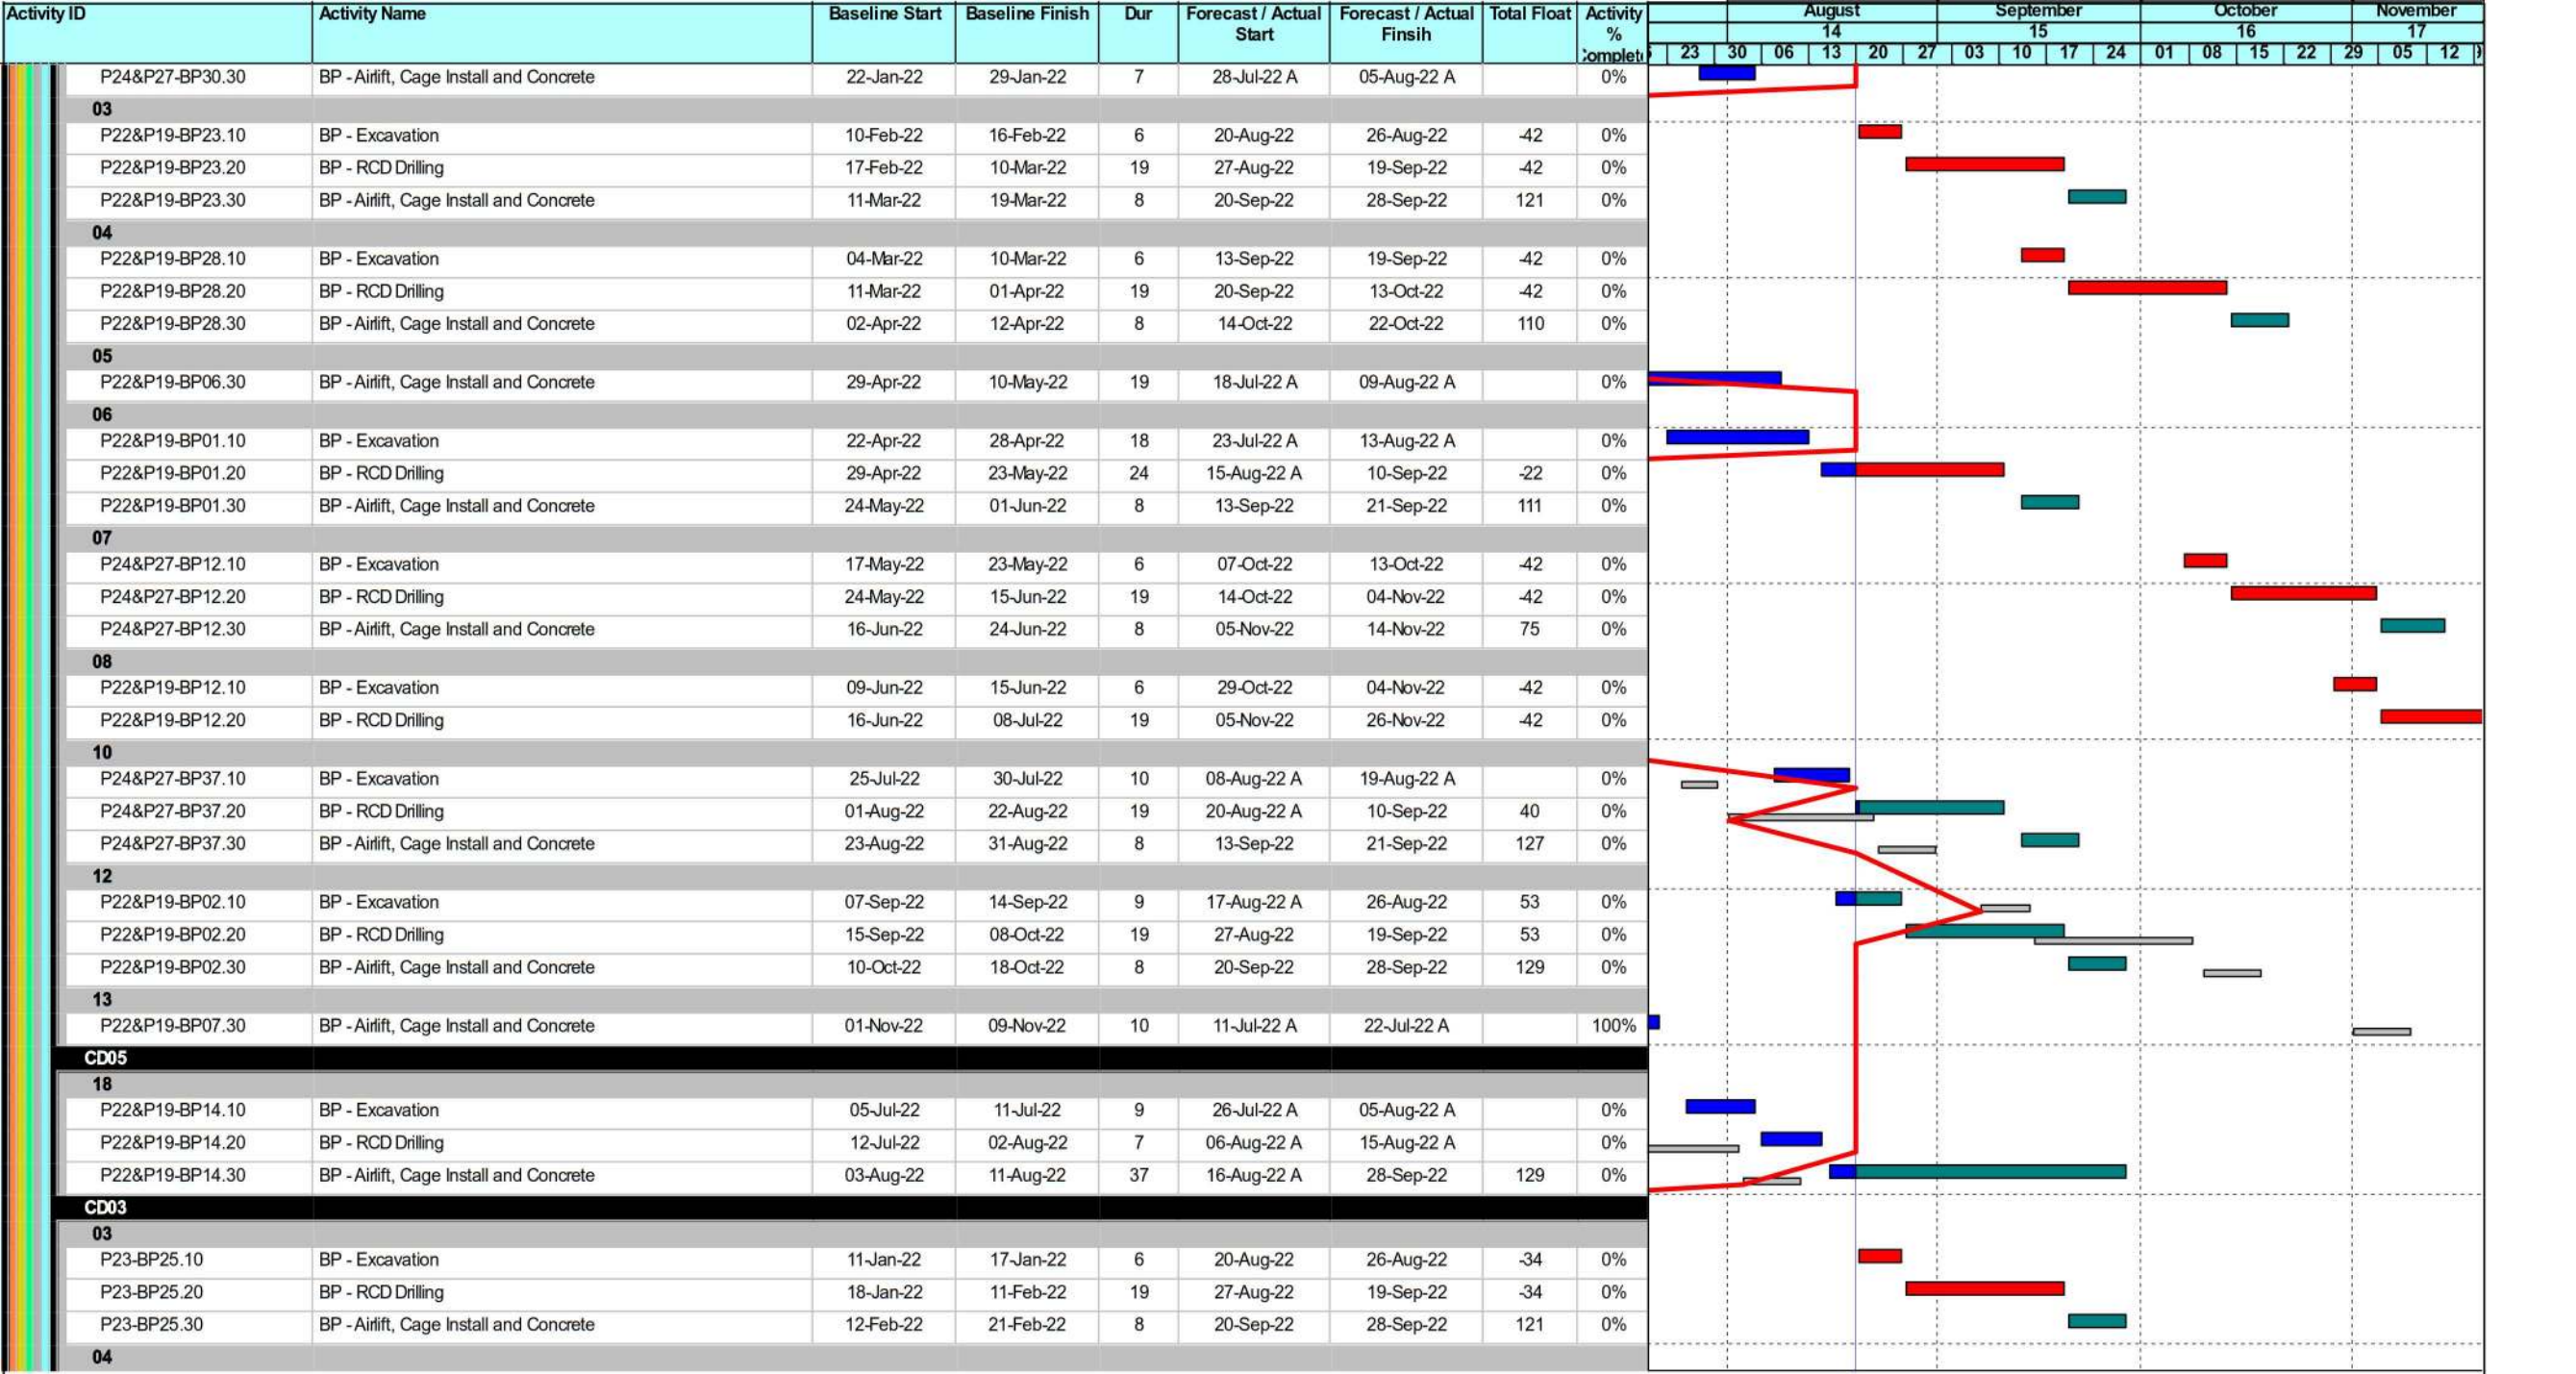 Activity ID Activity Name Baseline Start Baseline Finish Dur Forecast / Actual Start Forecast / Actual Finsih Total Float Activity % Complet August September October November
14 15 16 17
23 30 06 13 20 27 03 10 17 24 01 08 15 22 29 05 12
P24&P27-BP30.30 BP - Airlift, Cage Install and Concrete 22-Jan-22 29-Jan-22 7 28-Jul-22 A 05-Aug-22 A 0%
03
P22&P19-BP23.10 BP - Excavation 10-Feb-22 16-Feb-22 6 20-Aug-22 26-Aug-22 -42 0%
P22&P19-BP23.20 BP - RCD Drilling 17-Feb-22 10-Mar-22 19 27-Aug-22 19-Sep-22 -42 0%
P22&P19-BP23.30 BP - Airlift, Cage Install and Concrete 11-Mar-22 19-Mar-22 8 20-Sep-22 28-Sep-22 121 0%
04
P22&P19-BP28.10 BP - Excavation 04-Mar-22 10-Mar-22 6 13-Sep-22 19-Sep-22 -42 0%
P22&P19-BP28.20 BP - RCD Drilling 11-Mar-22 01-Apr-22 19 20-Sep-22 13-Oct-22 -42 0%
P22&P19-BP28.30 BP - Airlift, Cage Install and Concrete 02-Apr-22 12-Apr-22 8 14-Oct-22 22-Oct-22 110 0%
05
P22&P19-BP06.30 BP - Airlift, Cage Install and Concrete 29-Apr-22 10-May-22 19 18-Jul-22 A 09-Aug-22 A 0%
06
P22&P19-BP01.10 BP - Excavation 22-Apr-22 28-Apr-22 18 23-Jul-22 A 13-Aug-22 A 0%
P22&P19-BP01.20 BP - RCD Drilling 29-Apr-22 23-May-22 24 15-Aug-22 A 10-Sep-22 -22 0%
P22&P19-BP01.30 BP - Airlift, Cage Install and Concrete 24-May-22 01-Jun-22 8 13-Sep-22 21-Sep-22 111 0%
07
P24&P27-BP12.10 BP - Excavation 17-May-22 23-May-22 6 07-Oct-22 13-Oct-22 -42 0%
P24&P27-BP12.20 BP - RCD Drilling 24-May-22 15-Jun-22 19 14-Oct-22 04-Nov-22 -42 0%
P24&P27-BP12.30 BP - Airlift, Cage Install and Concrete 16-Jun-22 24-Jun-22 8 05-Nov-22 14-Nov-22 75 0%
08
P22&P19-BP12.10 BP - Excavation 09-Jun-22 15-Jun-22 6 29-Oct-22 04-Nov-22 -42 0%
P22&P19-BP12.20 BP - RCD Drilling 16-Jun-22 08-Jul-22 19 05-Nov-22 26-Nov-22 -42 0%
10
P24&P27-BP37.10 BP - Excavation 25-Jul-22 30-Jul-22 10 08-Aug-22 A 19-Aug-22 A 0%
P24&P27-BP37.20 BP - RCD Drilling 01-Aug-22 22-Aug-22 19 20-Aug-22 A 10-Sep-22 40 0%
P24&P27-BP37.30 BP - Airlift, Cage Install and Concrete 23-Aug-22 31-Aug-22 8 13-Sep-22 21-Sep-22 127 0%
12
P22&P19-BP02.10 BP - Excavation 07-Sep-22 14-Sep-22 9 17-Aug-22 A 26-Aug-22 53 0%
P22&P19-BP02.20 BP - RCD Drilling 15-Sep-22 08-Oct-22 19 27-Aug-22 19-Sep-22 53 0%
P22&P19-BP02.30 BP - Airlift, Cage Install and Concrete 10-Oct-22 18-Oct-22 8 20-Sep-22 28-Sep-22 129 0%
13
P22&P19-BP07.30 BP - Airlift, Cage Install and Concrete 01-Nov-22 09-Nov-22 10 11-Jul-22 A 22-Jul-22 A 100%
CD05
18
P22&P19-BP14.10 BP - Excavation 05-Jul-22 11-Jul-22 9 26-Jul-22 A 05-Aug-22 A 0%
P22&P19-BP14.20 BP - RCD Drilling 12-Jul-22 02-Aug-22 7 06-Aug-22 A 15-Aug-22 A 0%
P22&P19-BP14.30 BP - Airlift, Cage Install and Concrete 03-Aug-22 11-Aug-22 37 16-Aug-22 A 28-Sep-22 129 0%
CD03
03
P23-BP25.10 BP - Excavation 11-Jan-22 17-Jan-22 6 20-Aug-22 26-Aug-22 -34 0%
P23-BP25.20 BP - RCD Drilling 18-Jan-22 11-Feb-22 19 27-Aug-22 19-Sep-22 -34 0%
P23-BP25.30 BP - Airlift, Cage Install and Concrete 12-Feb-22 21-Feb-22 8 20-Sep-22 28-Sep-22 121 0%
04